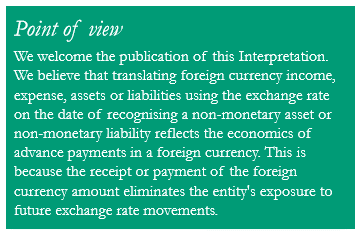 Point of view
We welcome the publication of this Interpretation.
We believe that translating foreign currency income,
expense, assets or liabilities using the exchange rate
on the date of recognising a non-monetary asset or
non-monetary liability reflects the economics of
advance payments in a foreign currency. This is
because the receipt or payment of the foreign
currency amount eliminates the entity's exposure to
future exchange rate movements.